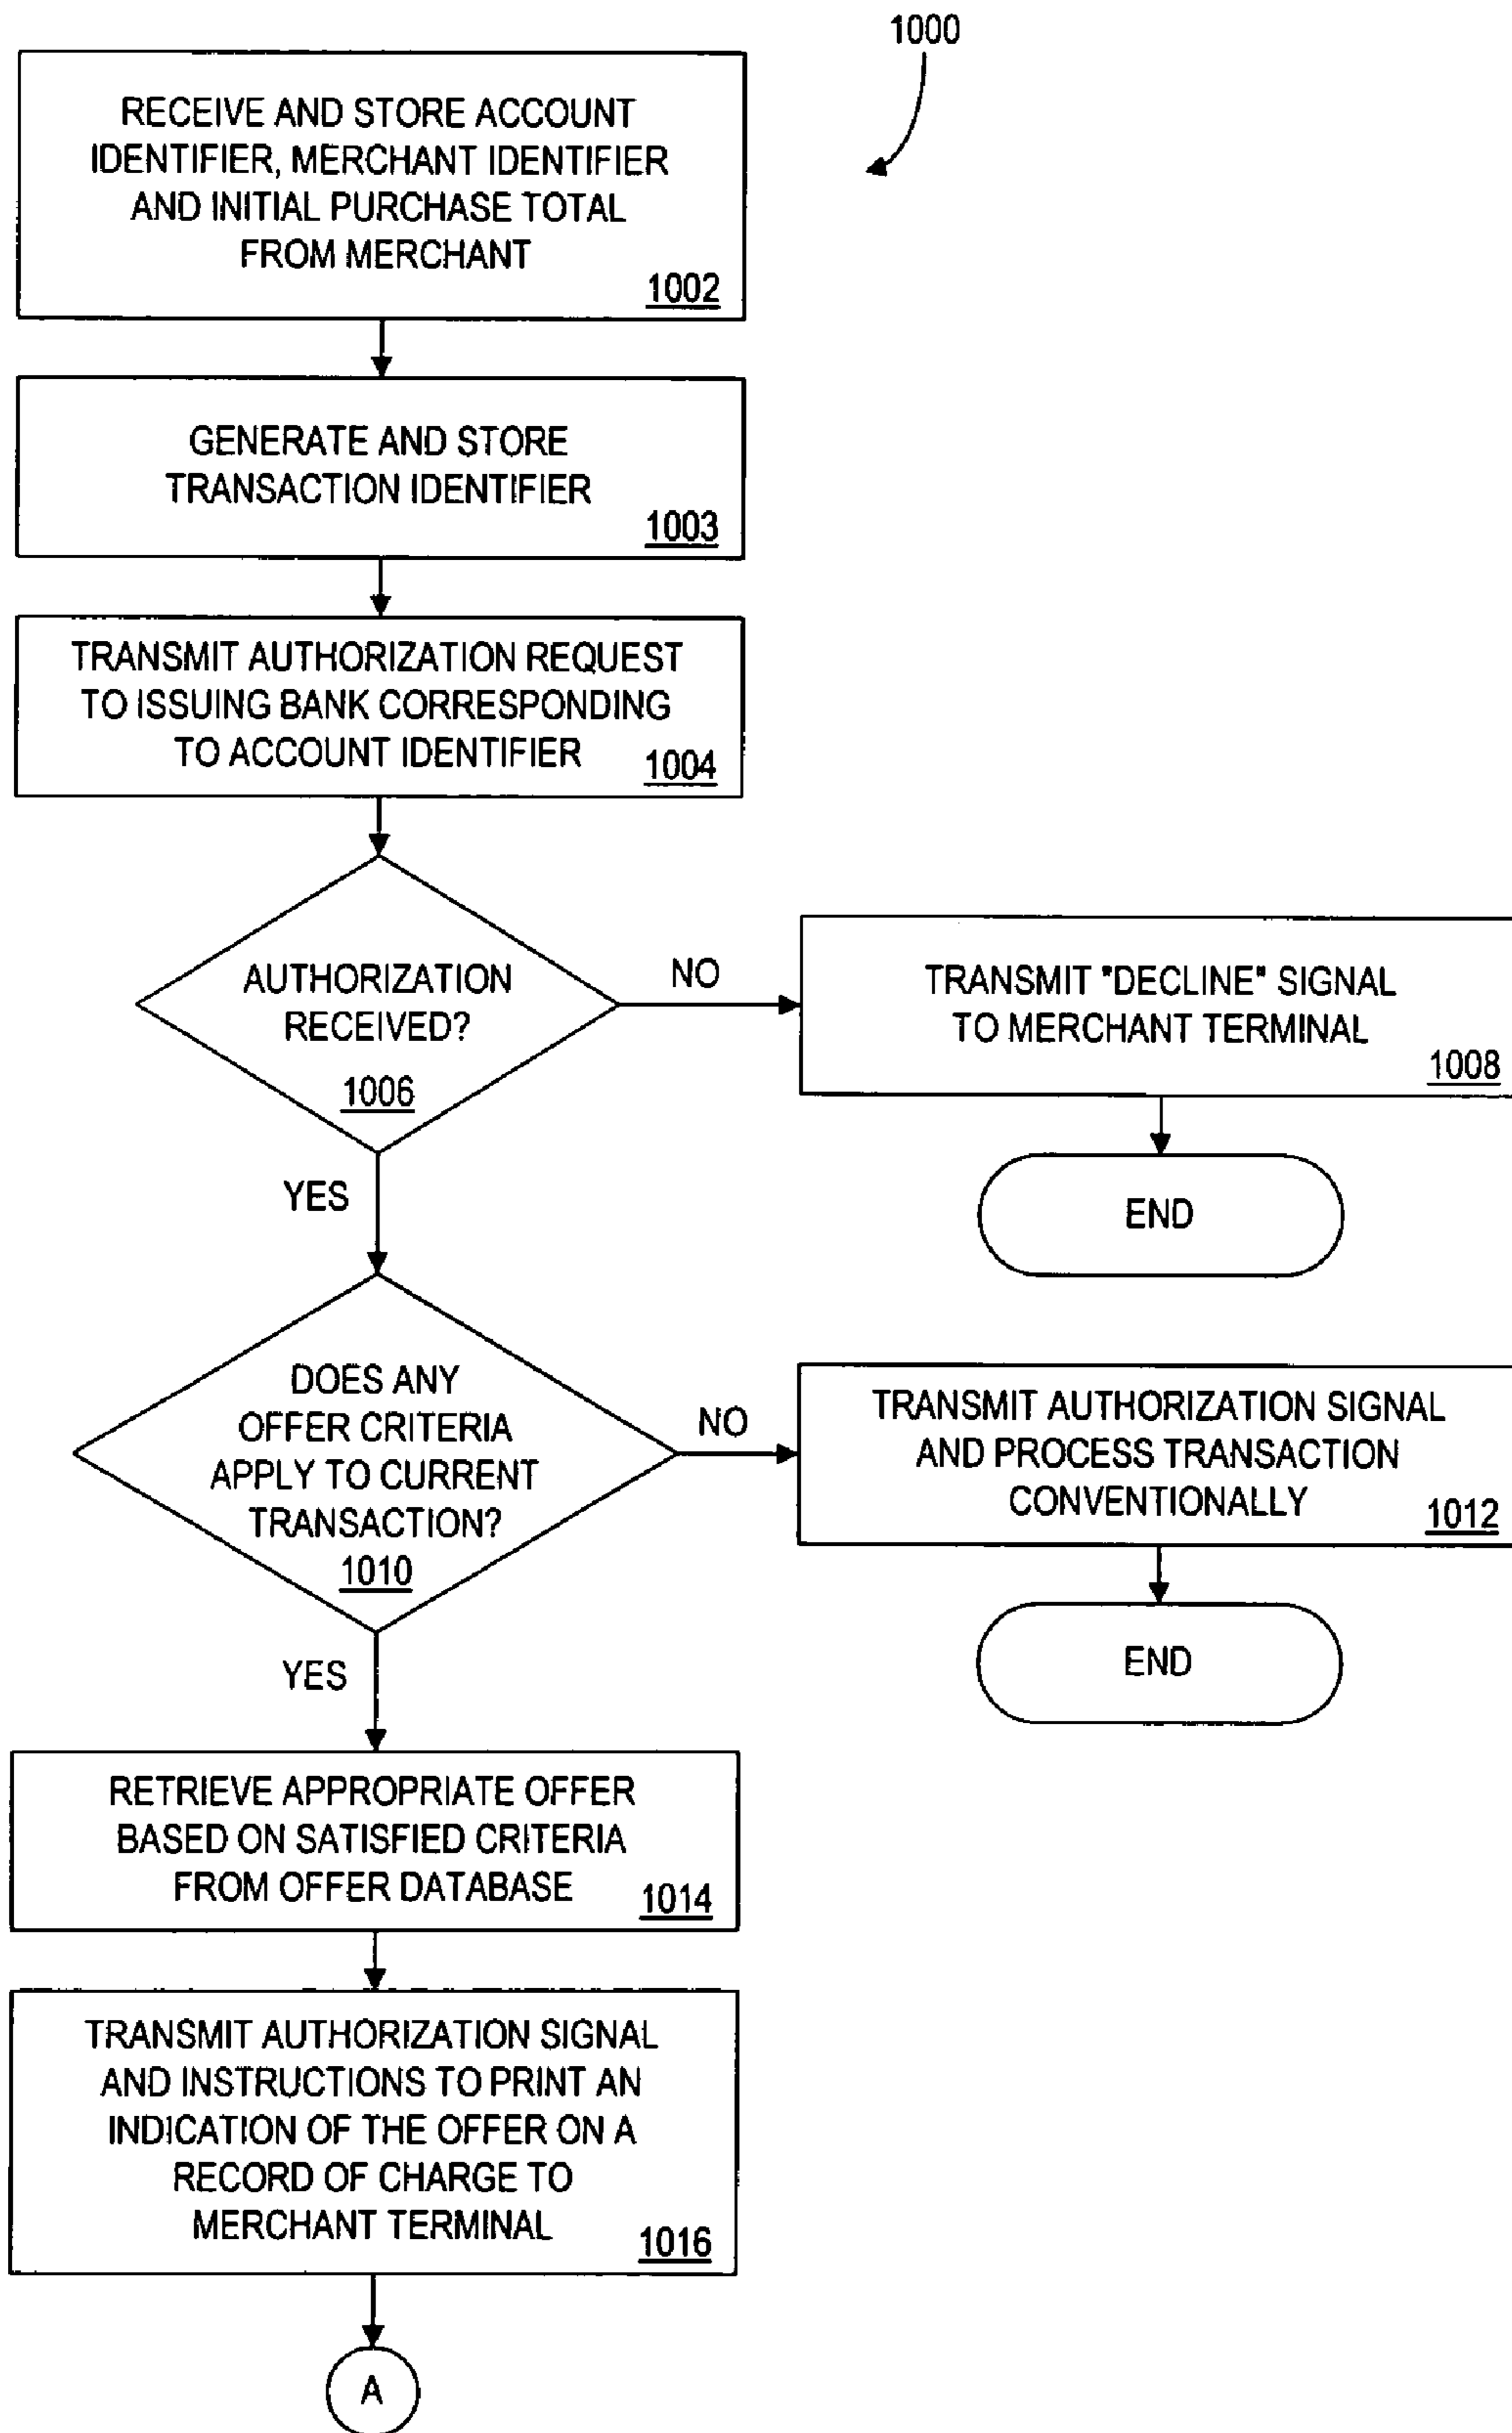 1000
RECEIVE AND STORE ACCOUNT
IDENTIFIER, MERCHANT IDENTIFIER
AND INITIAL PURCHASE TOTAL
FROM MERCHANT
1002
GENERATE AND STORE
TRANSACTION IDENTIFIER
1003
TRANSMIT AUTHORIZATION REQUEST
TO ISSUING BANK CORRESPONDING
TO ACCOUNT IDENTIFIER
1004
AUTHORIZATION
RECEIVED?
1006
NO
TRANSMIT "DECLINE" SIGNAL
TO MERCHANT TERMINAL
1008
END
YES
DOES ANY
OFFER CRITERIA
APPLY TO CURRENT
TRANSACTION?
1010
NO
TRANSMIT AUTHORIZATION SIGNAL
AND PROCESS TRANSACTION
CONVENTIONALLY
1012
END
YES
RETRIEVE APPROPRIATE OFFER
BASED ON SATISFIED CRITERIA
FROM OFFER DATABASE
1014
TRANSMIT AUTHORIZATION SIGNAL
AND INSTRUCTIONS TO PRINT AN
INDICATION OF THE OFFER ON A
RECORD OF CHARGE TO
MERCHANT TERMINAL
1016
A